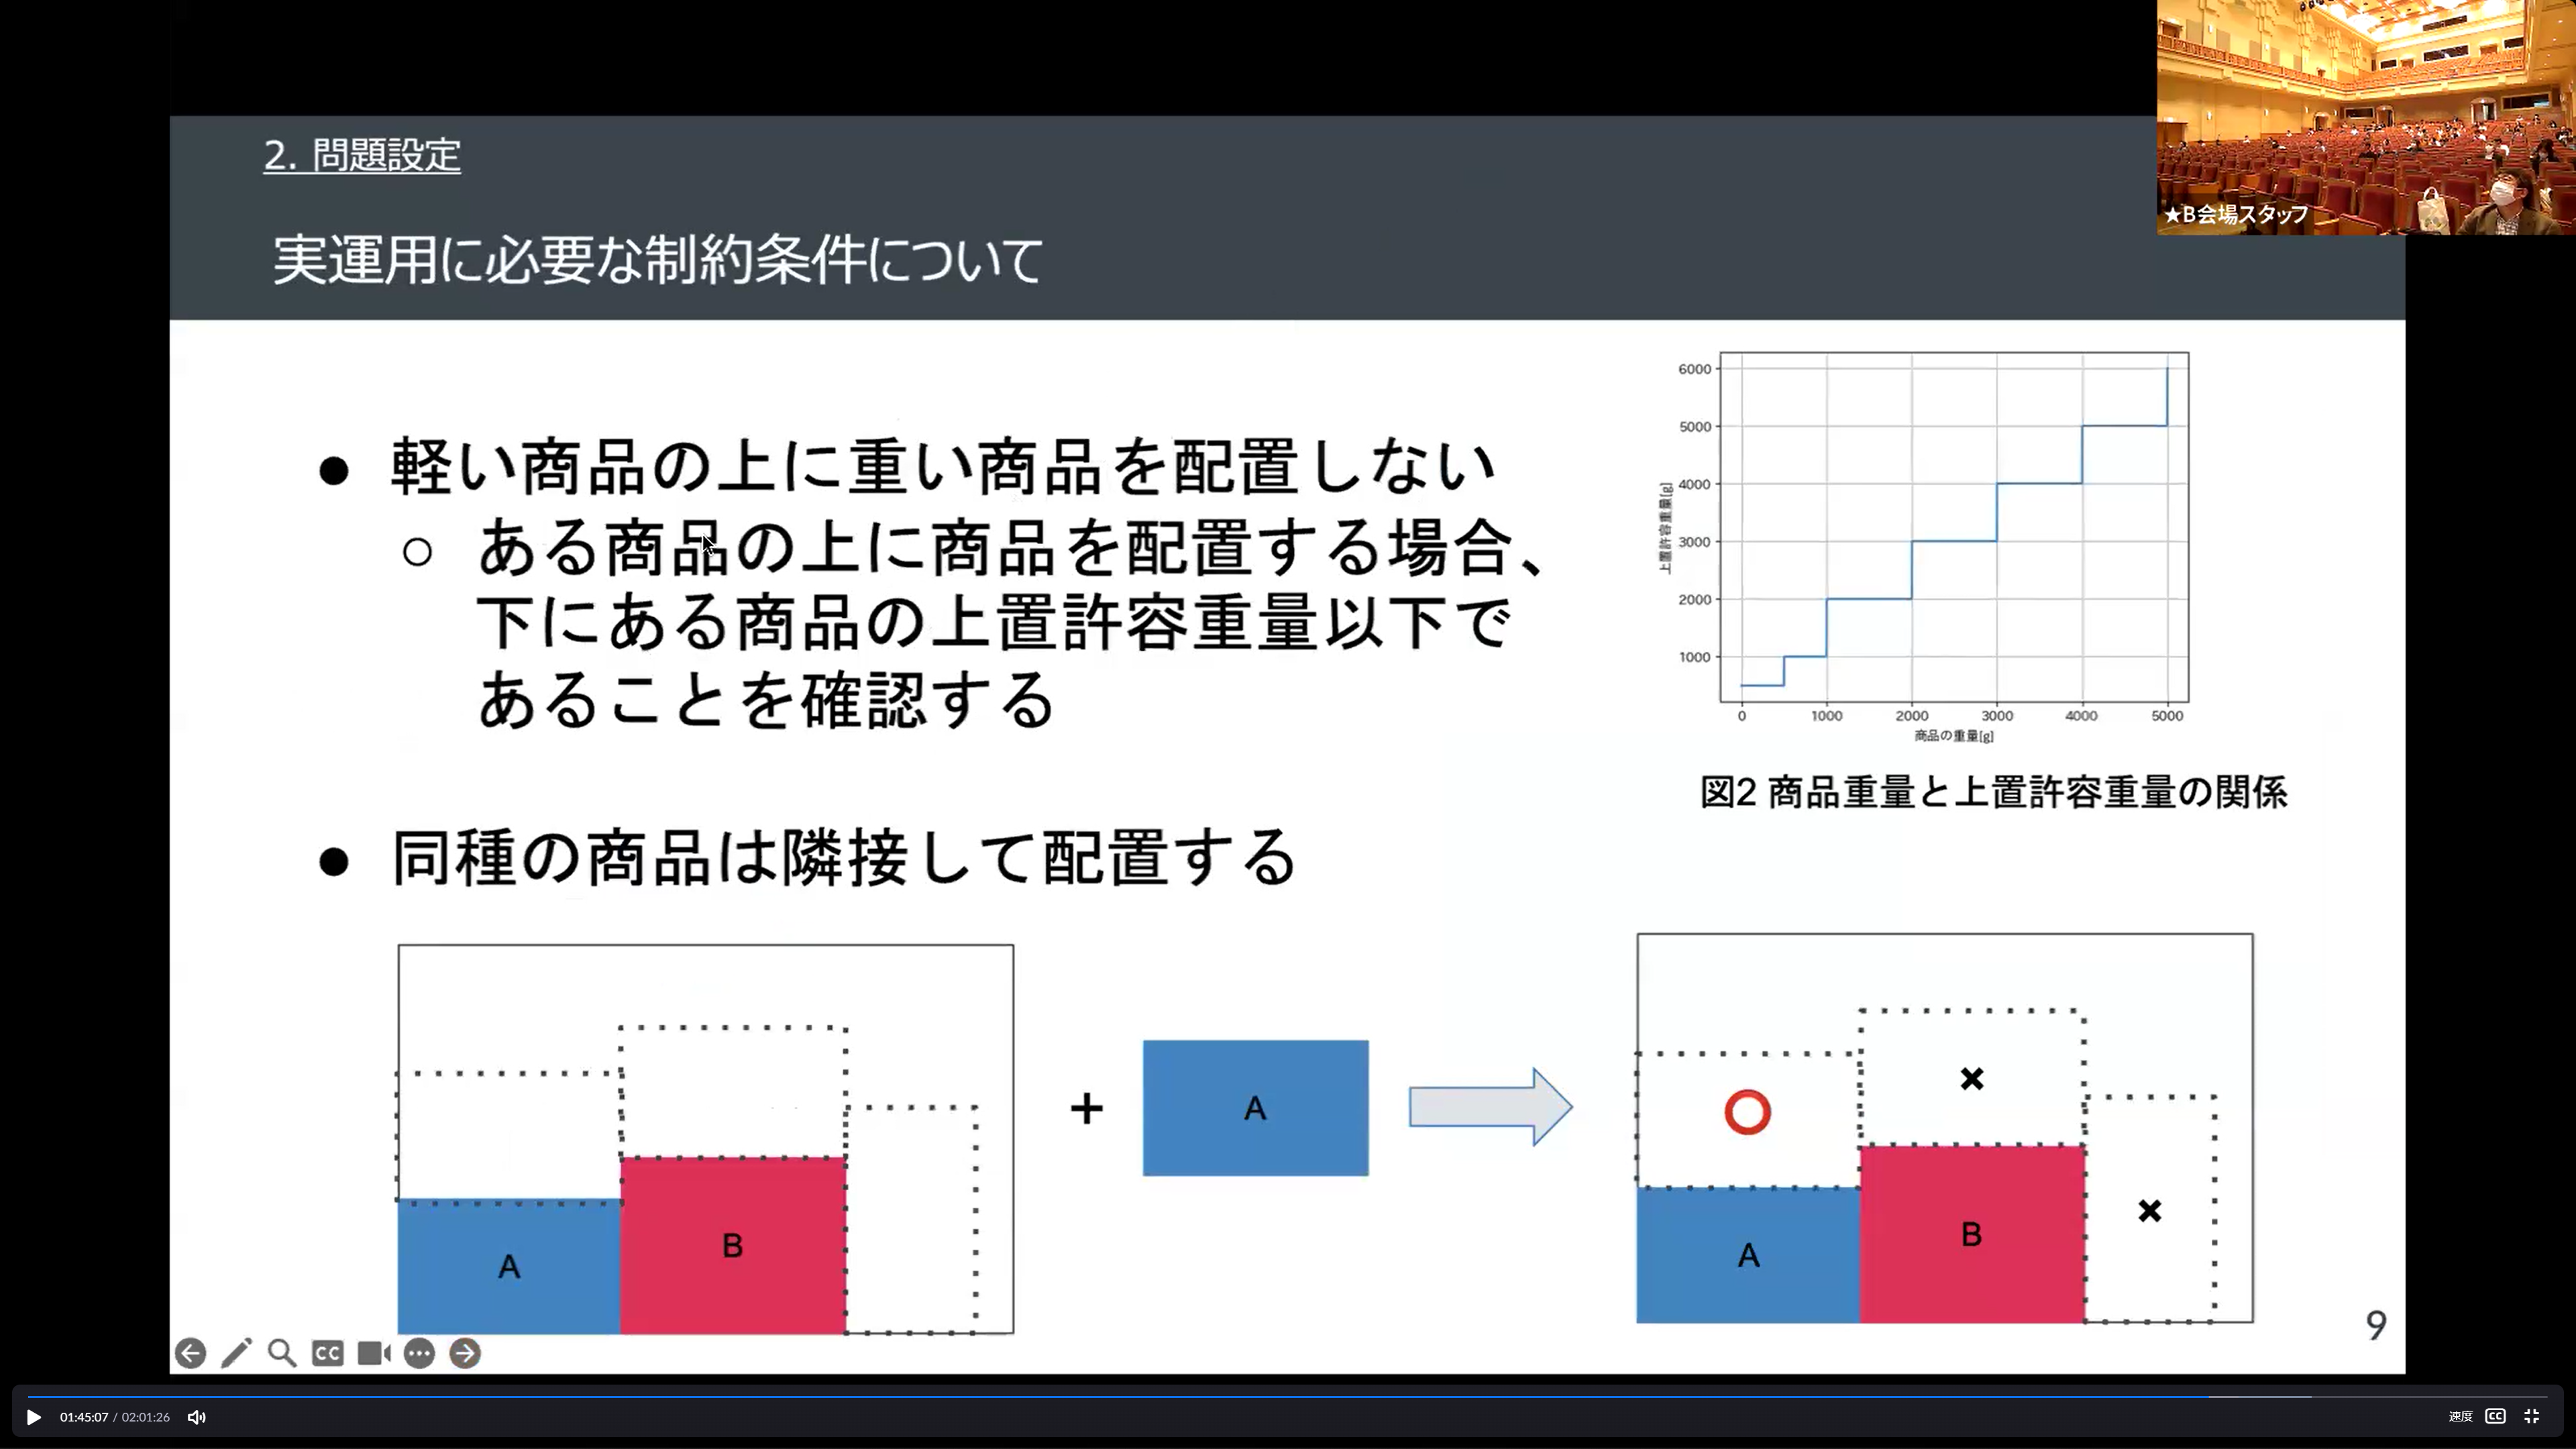 ★B会場スタッフ
2. 問題設定
実運用に必要な制約条件について
● 軽い商品の上に重い商品を配置しない
○ ある商品の上に商品を配置する場合、
下にある商品の上置許容重量以下で
あることを確認する
6000
5000
4000
3000
2000
1000
上置許容重量[g]
0 1000 2000 3000 4000 5000
商品の重量[g]
図2 商品重量と上置許容重量の関係
● 同種の商品は隣接して配置する
A
B
+
A
A
B
9
CC
01:45:07 / 02:01:26
速度
CC